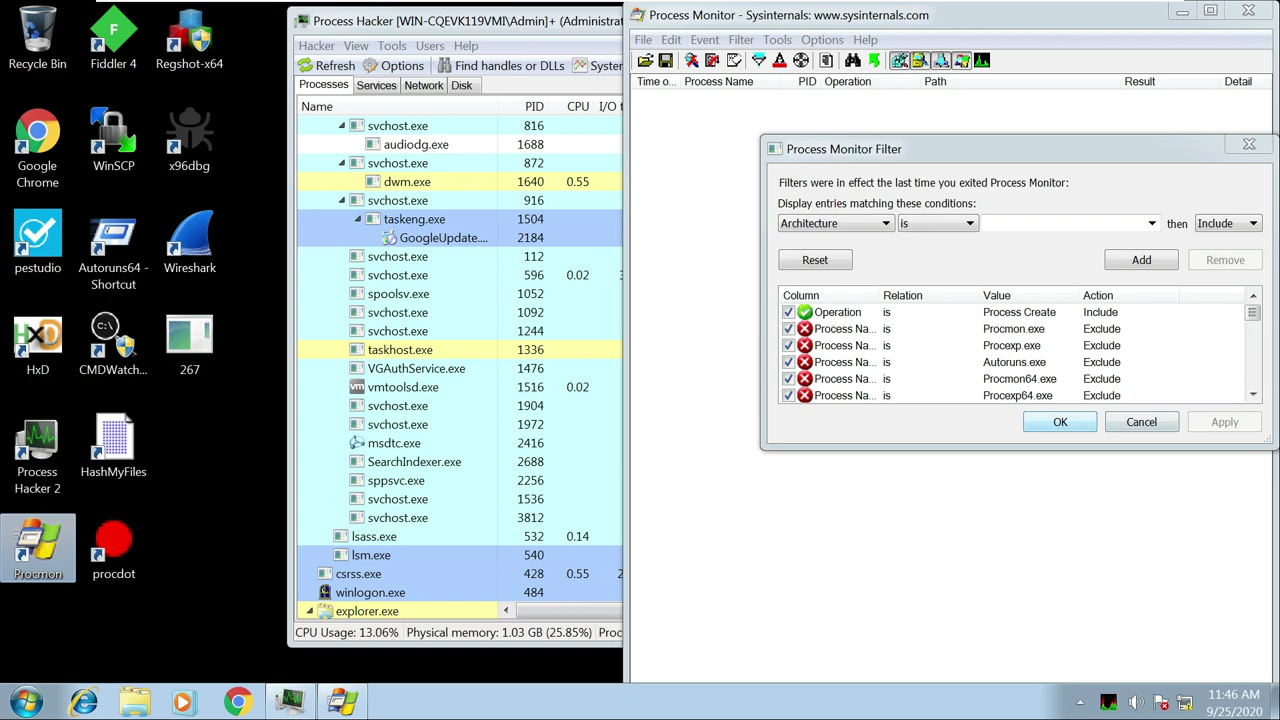 Recycle Bin
Fiddler 4
Regshot-x64
Google
Chrome
WinSCP
x96dbg
pestudio
Autoruns64 -
Shortcut
Wireshark
HxD
C:\
CMDWatch...
267
Process
Hacker 2
HashMyFiles
Procmon
procdot
Process Hacker [WIN-CQEVK119VMI\Admin]+ (Administrat
Hacker View Tools Users Help
Refresh Options Find handles or DLLs System
Processes Services Network Disk
Name PID CPU I/O t
svchost.exe 816
audiodg.exe 1688
svchost.exe 872
dwm.exe 1640 0.55
svchost.exe 916
taskeng.exe 1504
GoogleUpdate.... 2184
svchost.exe 112
svchost.exe 596 0.02
spoolsv.exe 1052
svchost.exe 1092
svchost.exe 1244
taskhost.exe 1336
VGAuthService.exe 1476
vm vmtoolsd.exe 1516 0.02
svchost.exe 1904
svchost.exe 1972
msdtc.exe 2416
SearchIndexer.exe 2688
sppsvc.exe 2256
svchost.exe 1536
svchost.exe 3812
lsass.exe 532 0.14
lsm.exe 540
csrss.exe 428 0.55 2
winlogon.exe 484
explorer.exe
CPU Usage: 13.06% Physical memory: 1.03 GB (25.85%) Proc
Process Monitor - Sysinternals: www.sysinternals.com
File Edit Event Filter Tools Options Help
Time o... Process Name PID Operation Path Result Detail
Process Monitor Filter
Filters were in effect the last time you exited Process Monitor:
Display entries matching these conditions:
Architecture is then Include
Reset Add Remove
Column Relation Value Action
Operation is Process Create Include
Process Na... is Procmon.exe Exclude
Process Na... is Procexp.exe Exclude
Process Na... is Autoruns.exe Exclude
Process Na... is Procmon64.exe Exclude
Process Na... is Procexp64.exe Exclude
OK Cancel Apply
11:46 AM
9/25/2020